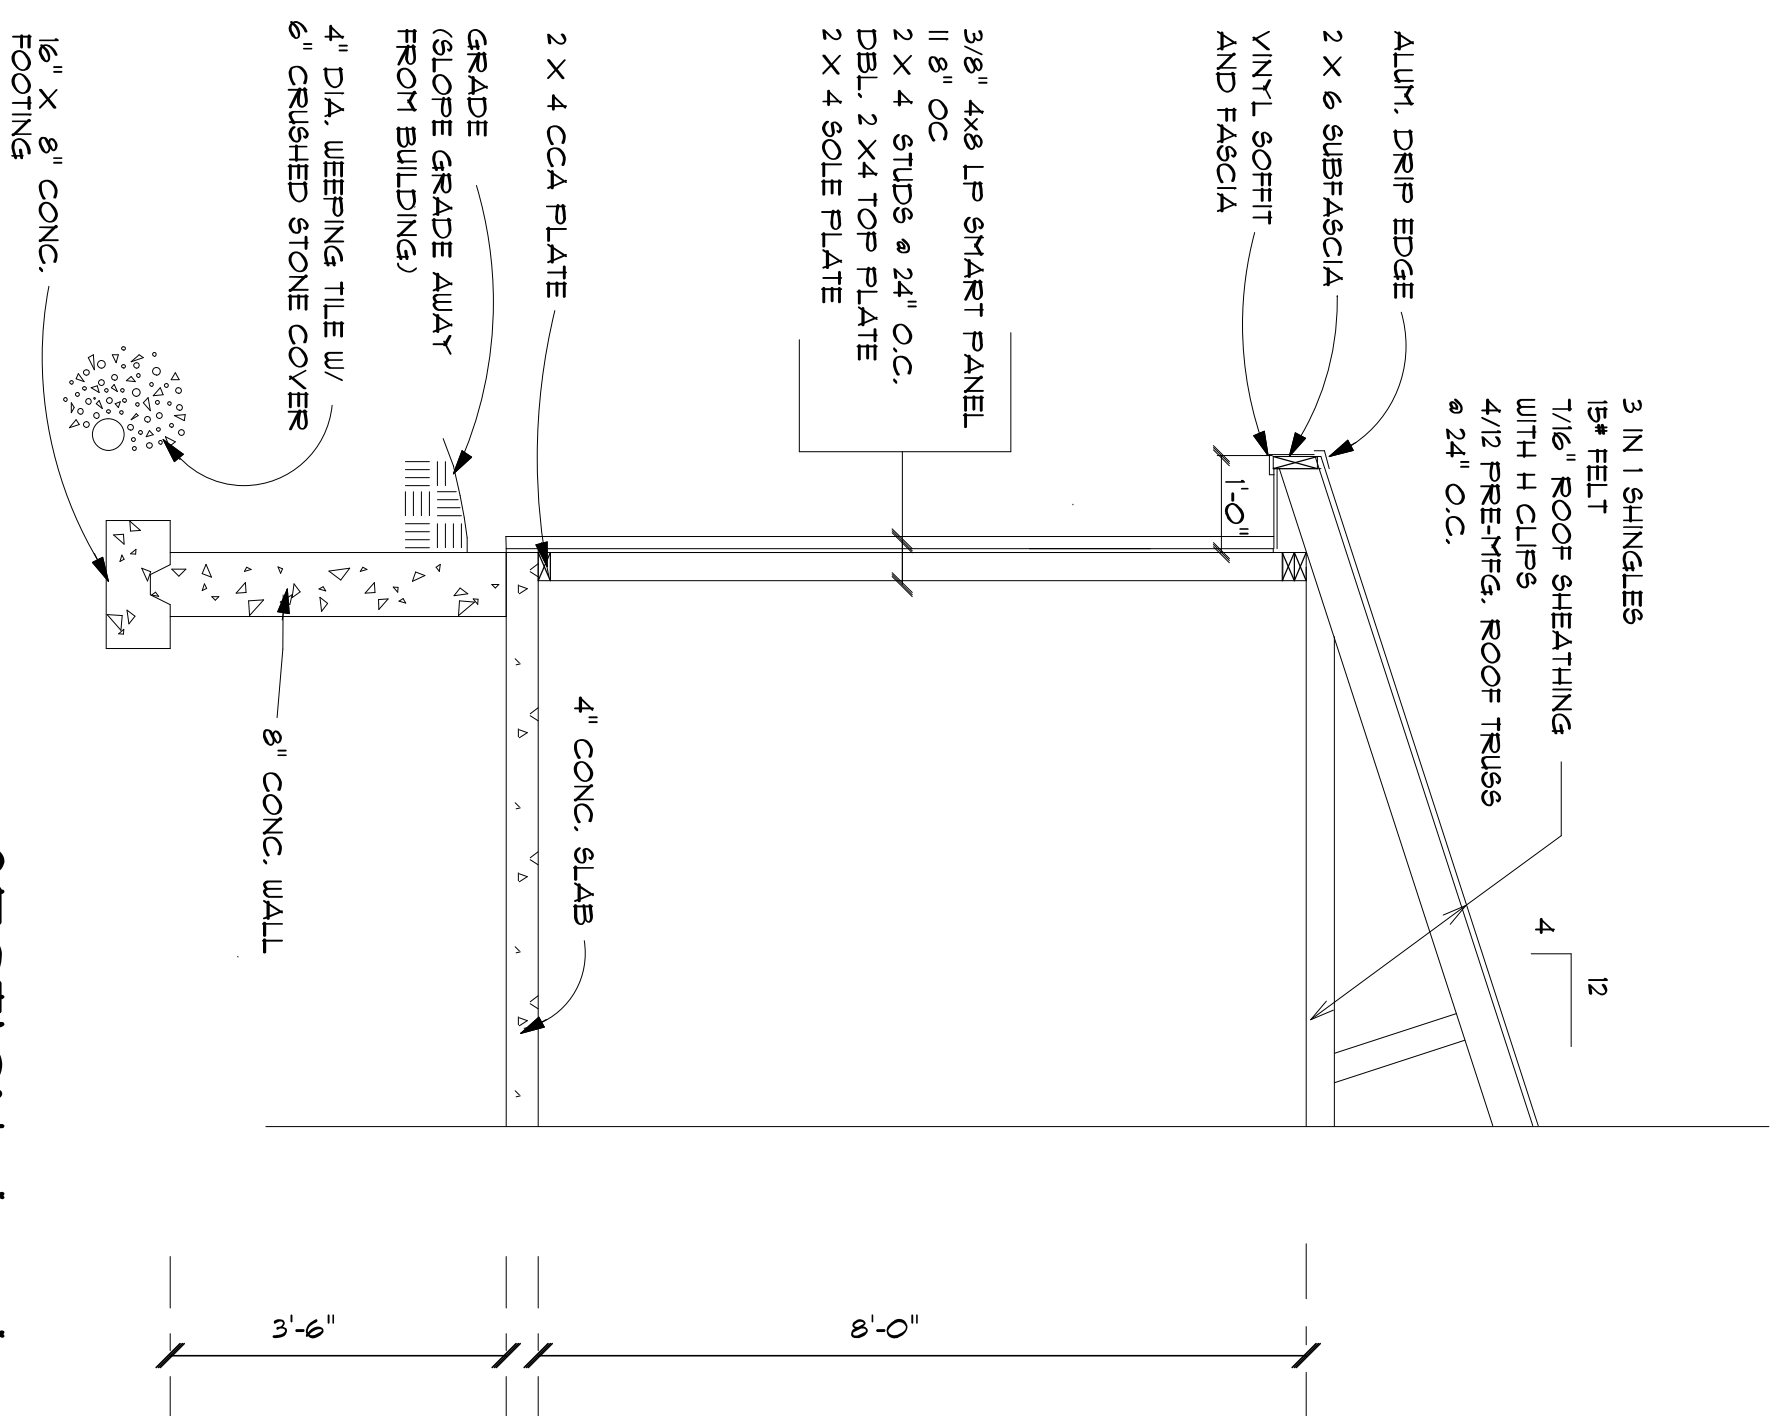 3 IN 1 SHINGLES
15# FELT
7/16" ROOF SHEATHING
WITH H CLIPS
4/12 PRE-MFG. ROOF TRUSS
@ 24" O.C.
4
12
ALUM. DRIP EDGE
2 X 6 SUBFASCIA
VINYL SOFFIT
AND FASCIA
1'-0"
3/8" 4x8 LP SMART PANEL
11 8" OC
2 X 4 STUDS @ 24" O.C.
DBL. 2 X4 TOP PLATE
2 X 4 SOLE PLATE
8'-0"
2 X 4 CCA PLATE
4" CONC. SLAB
GRADE
(SLOPE GRADE AWAY
FROM BUILDING)
4" DIA. WEEPING TILE W/
6" CRUSHED STONE COVER
8" CONC. WALL
3'-6"
16" X 8" CONC.
FOOTING